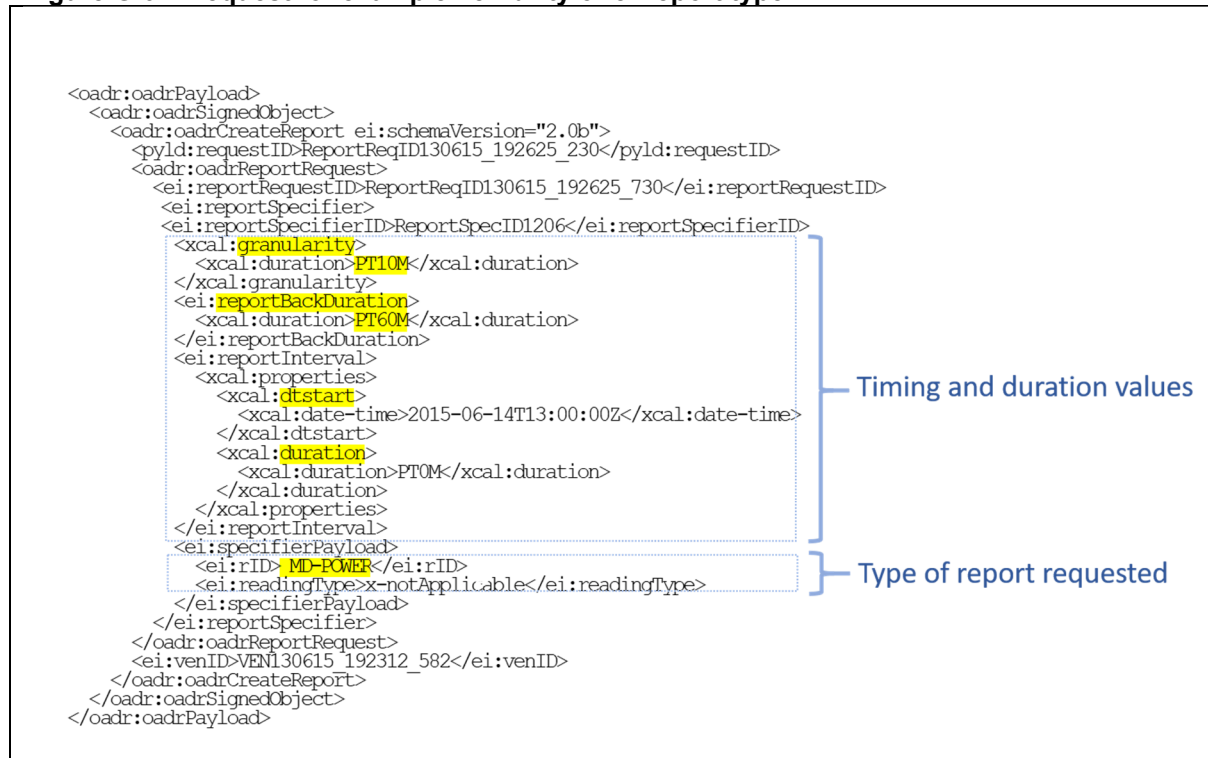 <oadr:oadrPayload>
<oadr:oadrSignedObject>
<oadr:oadrCreateReport ei:schemaVersion="2.0b">
<pyld:requestID>ReportReqID130615_192625_230</pyld:requestID>
<oadr:oadrReportRequest>
<ei:reportRequestID>ReportReqID130615_192625_730</ei:reportRequestID>
<ei:reportSpecifier>
<ei:reportSpecifierID>ReportSpecID1206</ei:reportSpecifierID>
<xcal:granularity>
<xcal:duration>PT10M</xcal:duration>
</xcal:granularity>
<ei:reportBackDuration>
<xcal:duration>PT60M</xcal:duration>
</ei:reportBackDuration>
<ei:reportInterval>
<xcal:properties>
<xcal:dtstart>
<xcal:date-time>2015-06-14T13:00:00Z</xcal:date-time>
</xcal:dtstart>
<xcal:duration>
<xcal:duration>PT0M</xcal:duration>
</xcal:duration>
</xcal:properties>
</ei:reportInterval>
Timing and duration values
<ei:specifierPayload>
<ei:rID> MD-POWER</ei:rID>
<ei:readingType>x-notApplicable</ei:readingType>
Type of report requested
</ei:specifierPayload>
</ei:reportSpecifier>
</oadr:oadrReportRequest>
<ei:venID>VEN130615_192312_582</ei:venID>
</oadr:oadrCreateReport>
</oadr:oadrSignedObject>
</oadr:oadrPayload>